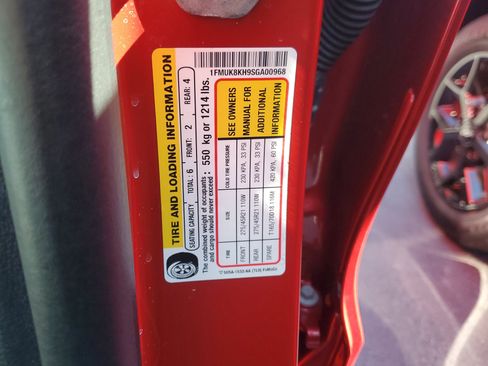 1FMUK8KH9SGA00968
TIRE AND LOADING INFORMATION
SEATING CAPACITY TOTAL: 6 FRONT: 2 REAR: 4
The combined weight of occupants
and cargo should never exceed : 550 kg or 1214 lbs.
TIRE SIZE COLD TIRE PRESSURE
FRONT 275/45R21 110W 230 KPA, 33 PSI
REAR 275/45R21 110W 230 KPA, 33 PSI
SPARE T165/70D18 116M 420 KPA, 60 PSI
SEE OWNERS
MANUAL FOR
ADDITIONAL
INFORMATION